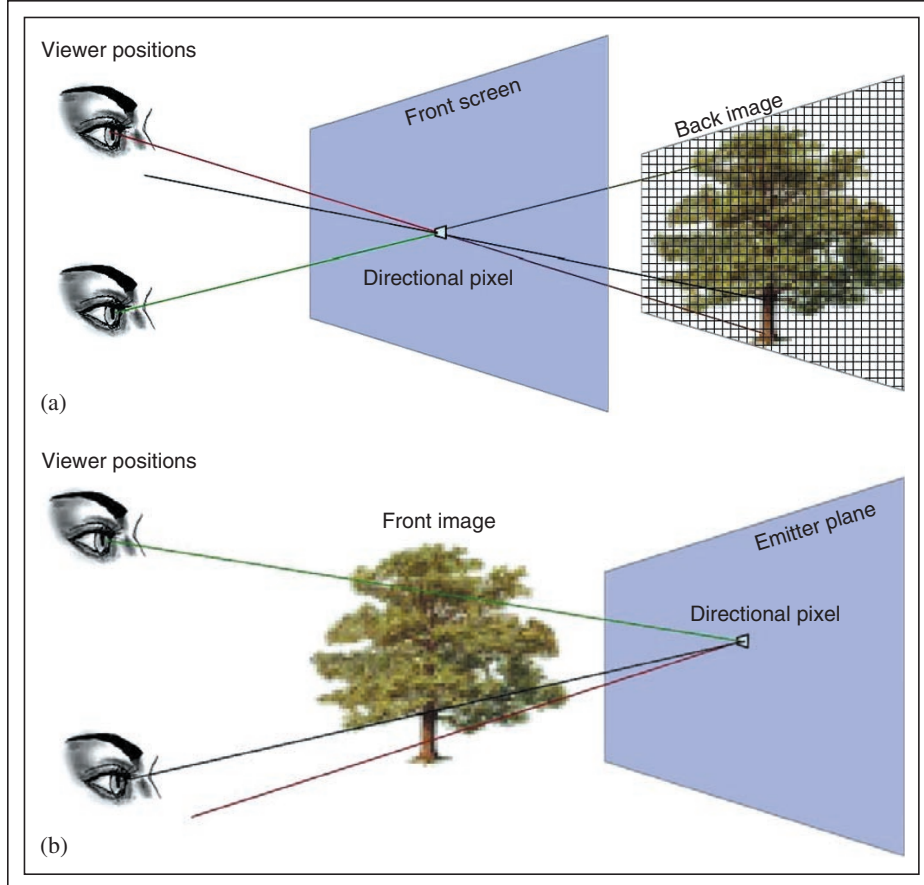 Viewer positions
Front screen
Back image
Directional pixel
(a)
Viewer positions
Front image
Emitter plane
Directional pixel
(b)